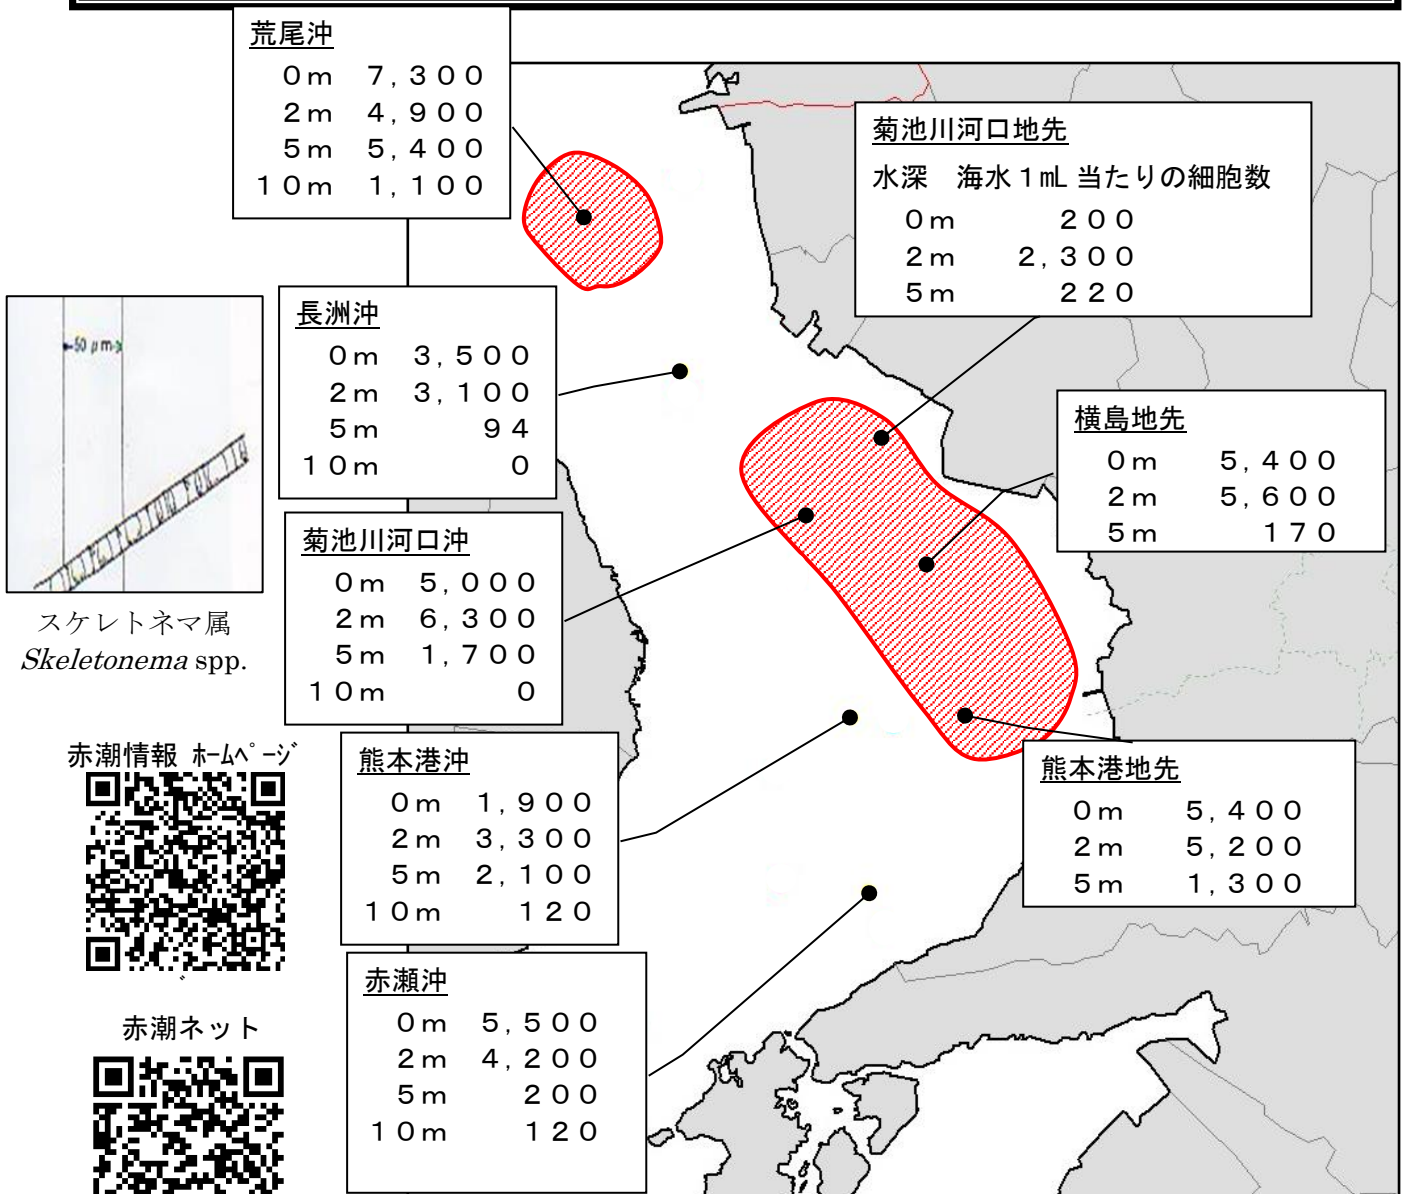 荒尾沖
0m 7,300
2m 4,900
5m 5,400
10m 1,100
菊池川河口地先
水深 海水1mL当たりの細胞数
0m 200
2m 2,300
5m 220
長洲沖
0m 3,500
2m 3,100
5m 94
10m 0
50 μm
横島地先
0m 5,400
2m 5,600
5m 170
菊池川河口沖
0m 5,000
2m 6,300
5m 1,700
10m 0
スケレトネマ属
Skeletonema spp.
赤潮情報 ホームページ
熊本港沖
0m 1,900
2m 3,300
5m 2,100
10m 120
熊本港地先
0m 5,400
2m 5,200
5m 1,300
赤瀬沖
0m 5,500
2m 4,200
5m 200
10m 120
赤潮ネット